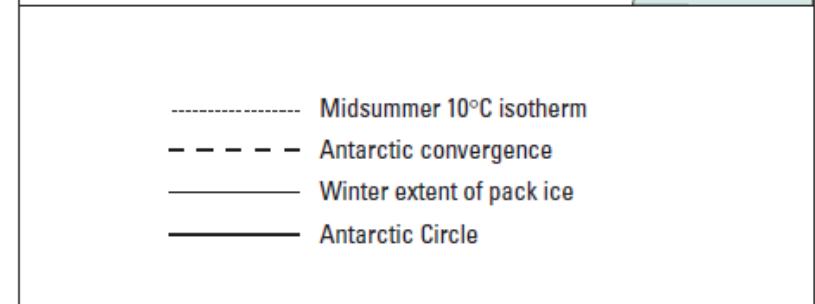 Midsummer 10°C isotherm
Antarctic convergence
Winter extent of pack ice
Antarctic Circle